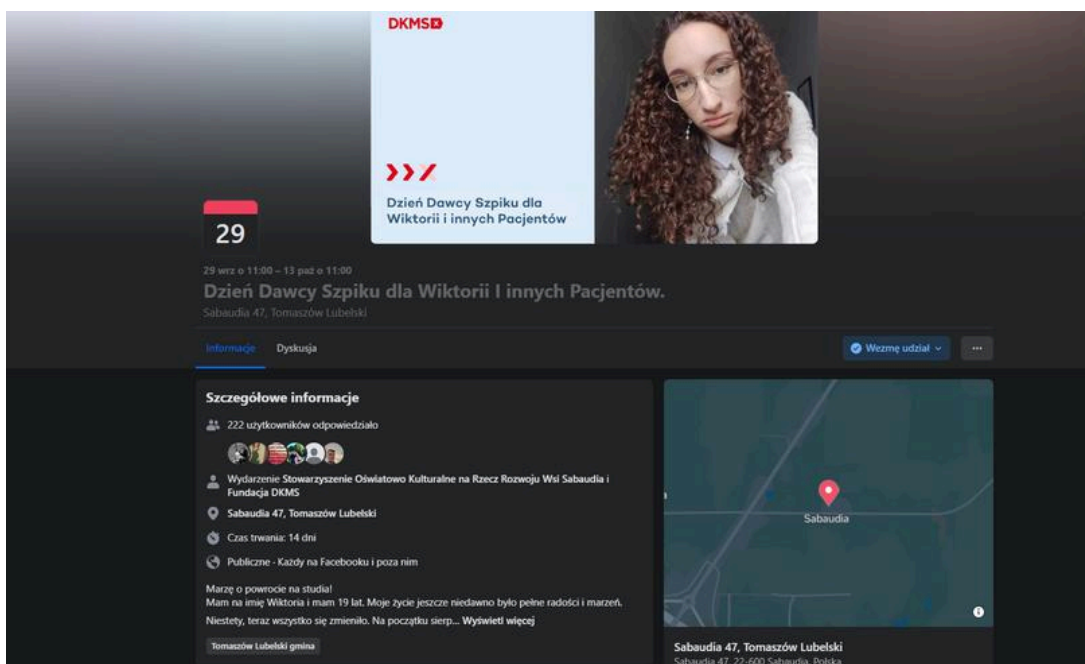 DKMS
Dzień Dawcy Szpiku dla
Wiktorii i innych Pacjentów
29
29 wrz o 11:00 – 13 paź o 11:00
Dzień Dawcy Szpiku dla Wiktorii I innych Pacjentów.
Sabaudia 47, Tomaszów Lubelski
Informacje Dyskusja
Wezmę udział
Szczegółowe informacje
222 użytkowników odpowiedziało
Wydarzenie Stowarzyszenie Oświatowo Kulturalne na Rzecz Rozwoju Wsi Sabaudia i
Fundacja DKMS
Sabaudia 47, Tomaszów Lubelski
Czas trwania: 14 dni
Publiczne · Każdy na Facebooku i poza nim
Marzę o powrocie na studia!
Mam na imię Wiktoria i mam 19 lat. Moje życie jeszcze niedawno było pełne radości i marzeń.
Niestety, teraz wszystko się zmieniło. Na początku sierp... Wyświetl więcej
Tomaszów Lubelski gmina
Sabaudia
Sabaudia 47, Tomaszów Lubelski
Sabaudia 47, 22-600 Sabaudia, Polska